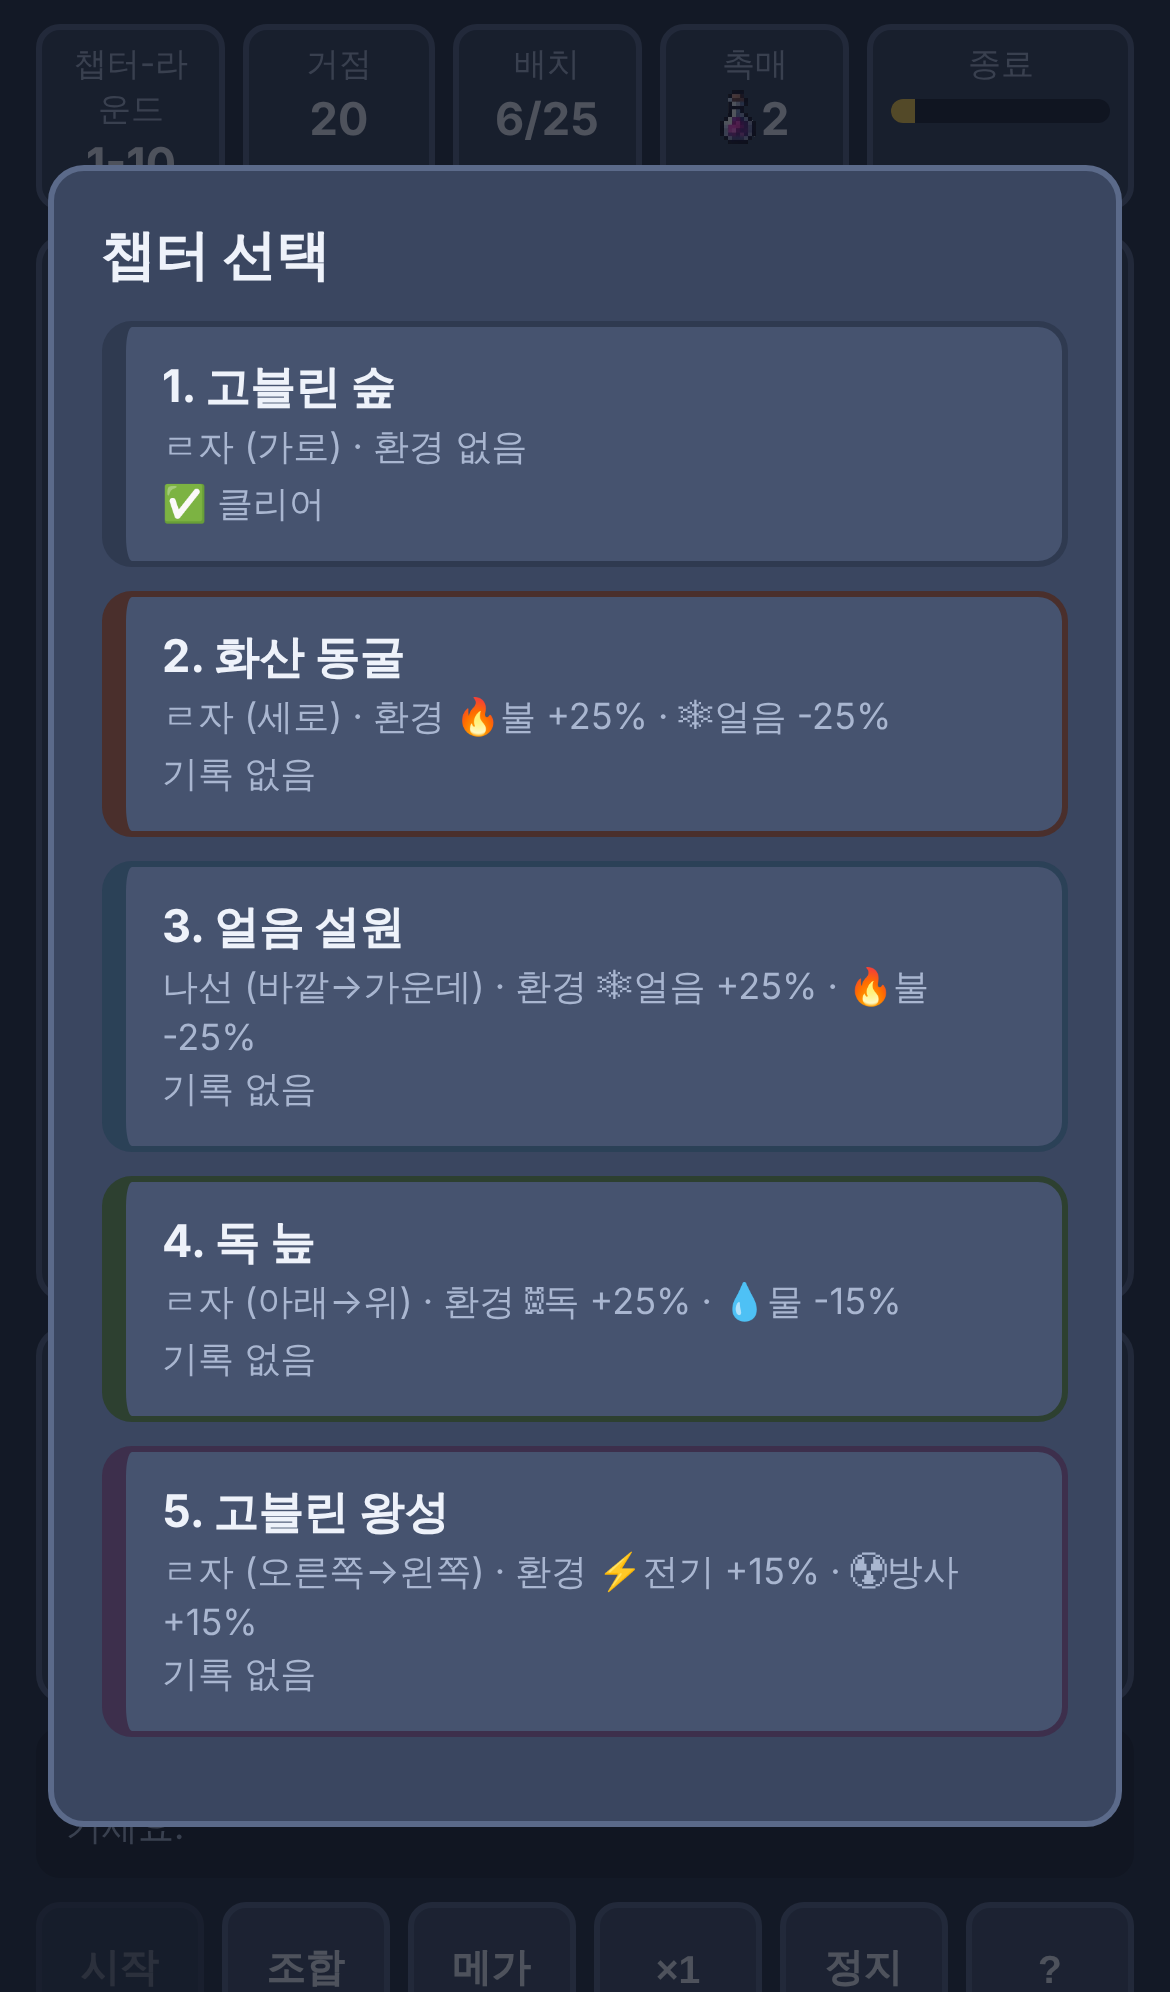 챕터-라
운드
1-10
거점
20
배치
6/25
촉매
2
종료
챕터 선택
1. 고블린 숲
ㄹ자 (가로) · 환경 없음
✅ 클리어
2. 화산 동굴
ㄹ자 (세로) · 환경 🔥불 +25% · 🕸얼음 -25%
기록 없음
3. 얼음 설원
나선 (바깥→가운데) · 환경 🕸얼음 +25% · 🔥불
-25%
기록 없음
4. 독 늪
ㄹ자 (아래→위) · 환경 독 +25% · 💧물 -15%
기록 없음
5. 고블린 왕성
ㄹ자 (오른쪽→왼쪽) · 환경 ⚡전기 +15% · ☢방사
+15%
기록 없음
시작
조합
메가
×1
정지
?